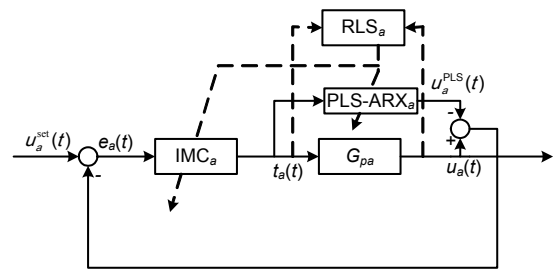 RLSₐ
uₐᴾᴸˢ(t)
PLS-ARXₐ
-
uₐˢᵉᵗ(t)
eₐ(t)
IMCₐ
+
Gₚₐ
-
tₐ(t)
uₐ(t)